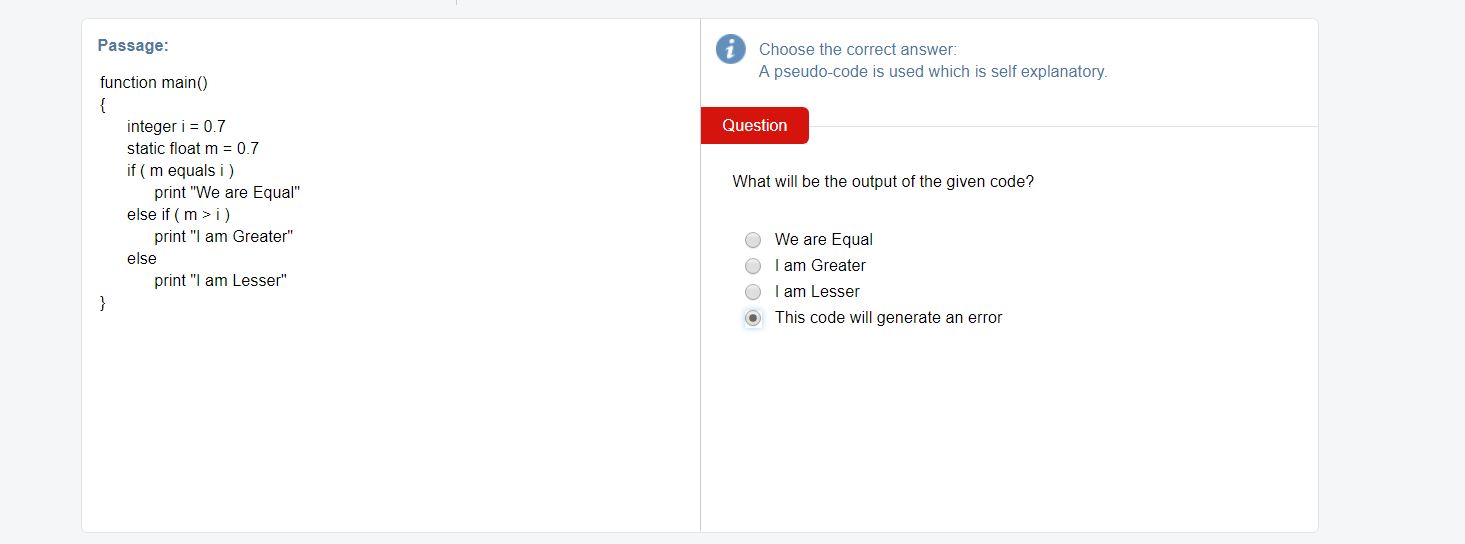 Passage:
function main()
{
integer i = 0.7
static float m = 0.7
if ( m equals i )
print "We are Equal"
else if ( m > i )
print "I am Greater"
else
print "I am Lesser"
}
i
Choose the correct answer:
A pseudo-code is used which is self explanatory.
Question
What will be the output of the given code?
We are Equal
I am Greater
I am Lesser
This code will generate an error